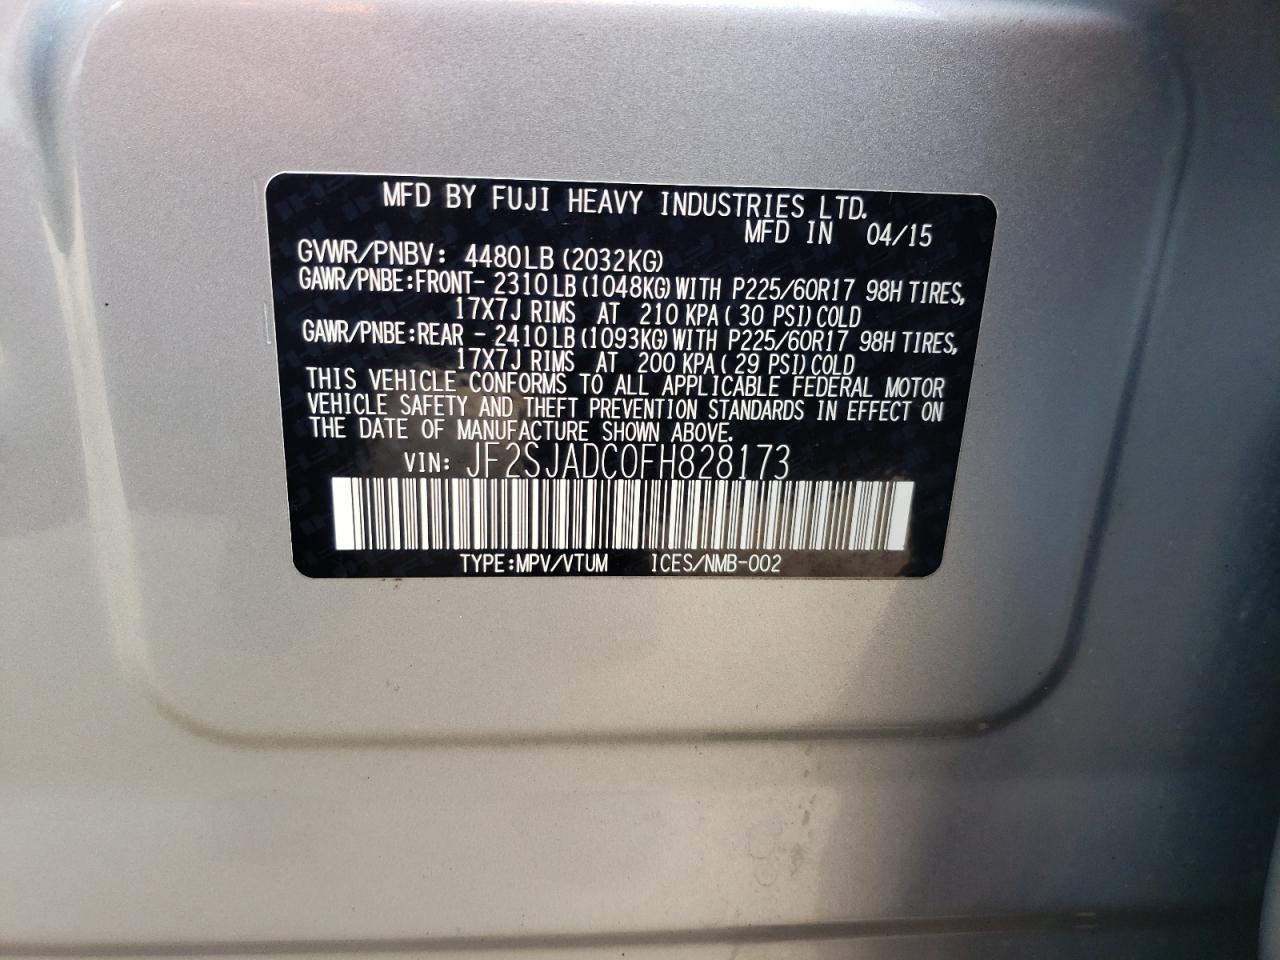 MFD BY FUJI HEAVY INDUSTRIES LTD.
MFD IN 04/15
GVWR/PNBV: 4480LB (2032KG)
GAWR/PNBE:FRONT- 2310LB(1048KG)WITH P225/60R17 98H TIRES,
17X7J RIMS AT 210 KPA( 30 PSI)COLD
GAWR/PNBE:REAR - 2410LB(1093KG)WITH P225/60R17 98H TIRES,
17X7J RIMS AT 200 KPA( 29 PSI)COLD
THIS VEHICLE CONFORMS TO ALL APPLICABLE FEDERAL MOTOR
VEHICLE SAFETY AND THEFT PREVENTION STANDARDS IN EFFECT ON
THE DATE OF MANUFACTURE SHOWN ABOVE.
VIN: JF2SJADC0FH828173
TYPE:MPV/VTUM ICES/NMB-002